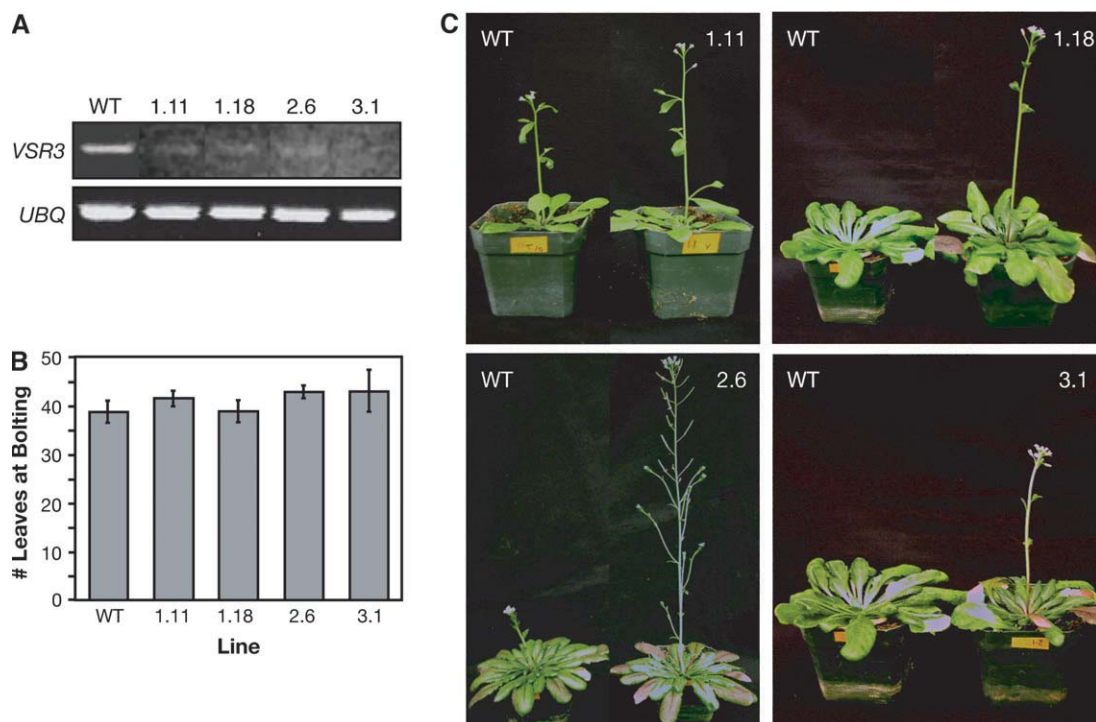 A
WT 1.11 1.18 2.6 3.1
VSR3
UBQ
B
50
40
30
20
10
0
# Leaves at Bolting
WT 1.11 1.18 2.6 3.1
Line
C
WT 1.11
WT 1.18
WT 2.6
WT 3.1